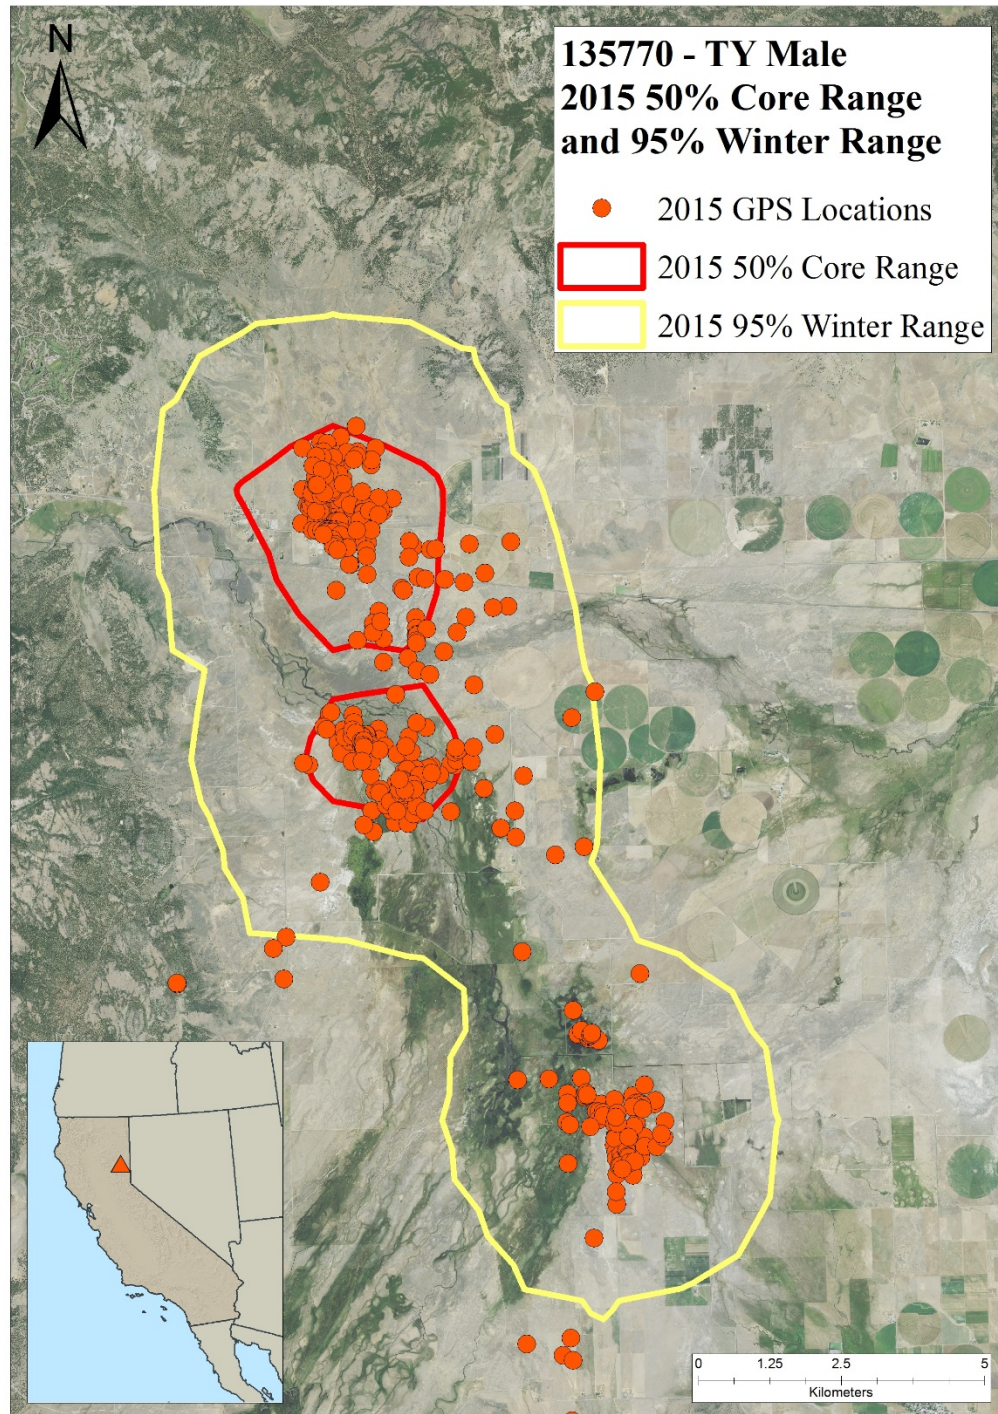 N
135770 - TY Male
2015 50% Core Range
and 95% Winter Range
2015 GPS Locations
2015 50% Core Range
2015 95% Winter Range
0 1.25 2.5 5
Kilometers